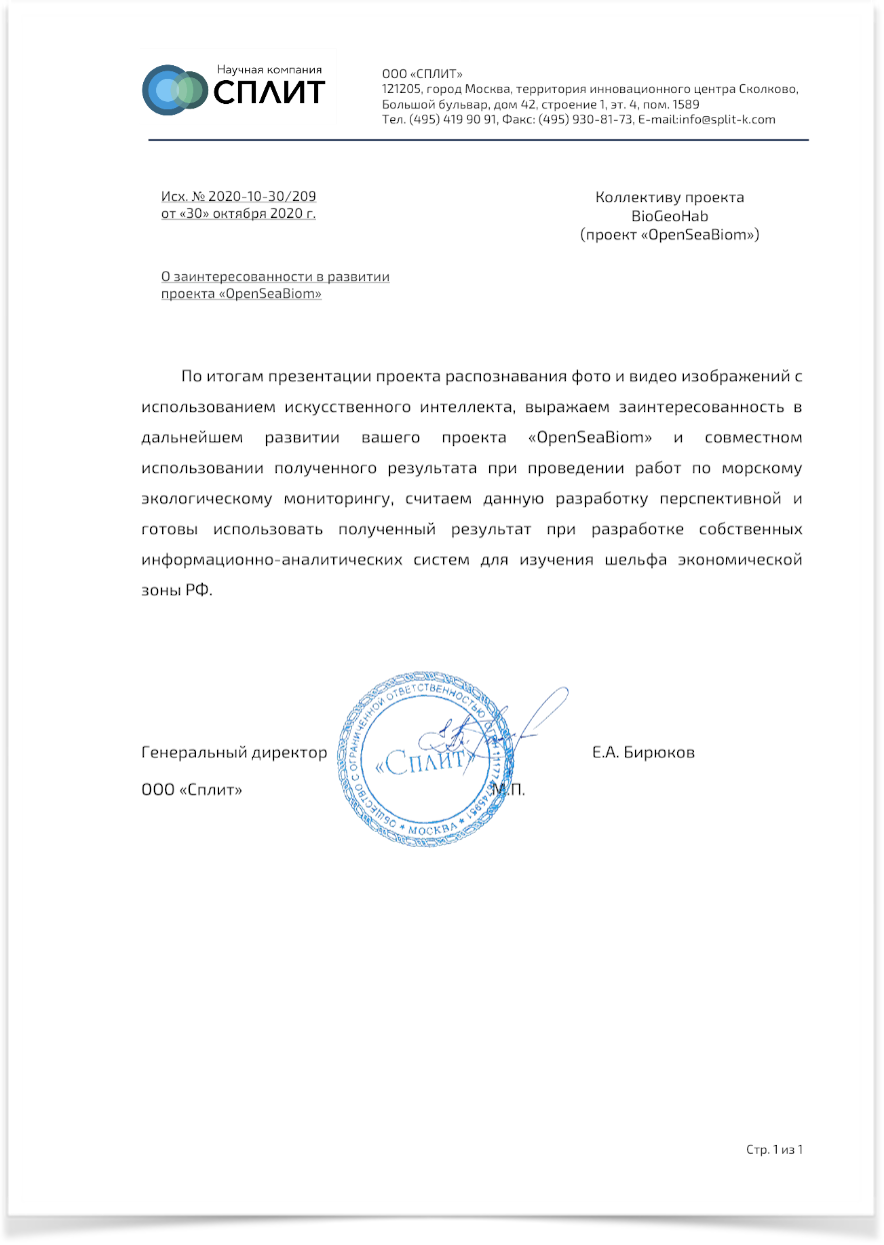 Научная компания
СПЛИТ
ООО «СПЛИТ»
121205, город Москва, территория инновационного центра Сколково,
Большой бульвар, дом 42, строение 1, эт. 4, пом. 1589
Тел. (495) 419 90 91, Факс: (495) 930-81-73, E-mail:info@split-k.com
Исх. № 2020-10-30/209
от «30» октября 2020 г.
Коллективу проекта
BioGeoHab
(проект «OpenSeaBiom»)
О заинтересованности в развитии
проекта «OpenSeaBiom»
По итогам презентации проекта распознавания фото и видео изображений с
использованием искусственного интеллекта, выражаем заинтересованность в
дальнейшем развитии вашего проекта «OpenSeaBiom» и совместном
использовании полученного результата при проведении работ по морскому
экологическому мониторингу, считаем данную разработку перспективной и
готовы использовать полученный результат при разработке собственных
информационно-аналитических систем для изучения шельфа экономической
зоны РФ.
Генеральный директор
Е.А. Бирюков
ООО «Сплит»
М.П.
ОБЩЕСТВО С ОГРАНИЧЕННОЙ ОТВЕТСТВЕННОСТЬЮ
«Сплит»
* МОСКВА *
Стр. 1 из 1